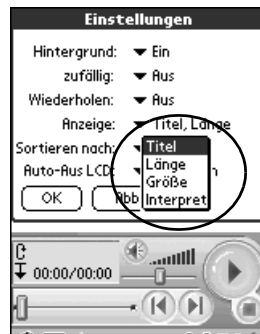 Einstellungen
Hintergrund: Ein
zufällig: Aus
Wiederholen: Aus
Anzeige: Titel, Länge
Sortieren nach: Titel
Länge
Größe
Interpret
Auto-Aus LCD:
OK
00:00/00:00